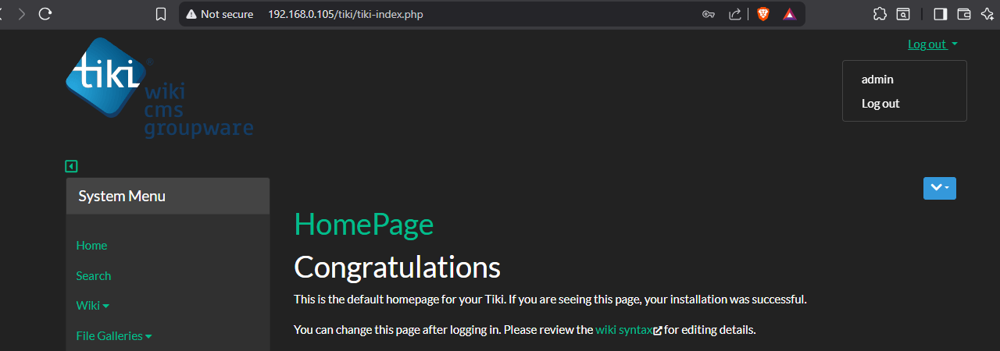 Not secure 192.168.0.105/tiki/tiki-index.php
Log out
tiki
®
wiki
cms
groupware
admin
Log out
System Menu
Home
Search
Wiki
File Galleries
HomePage
Congratulations
This is the default homepage for your Tiki. If you are seeing this page, your installation was successful.
You can change this page after logging in. Please review the wiki syntax for editing details.